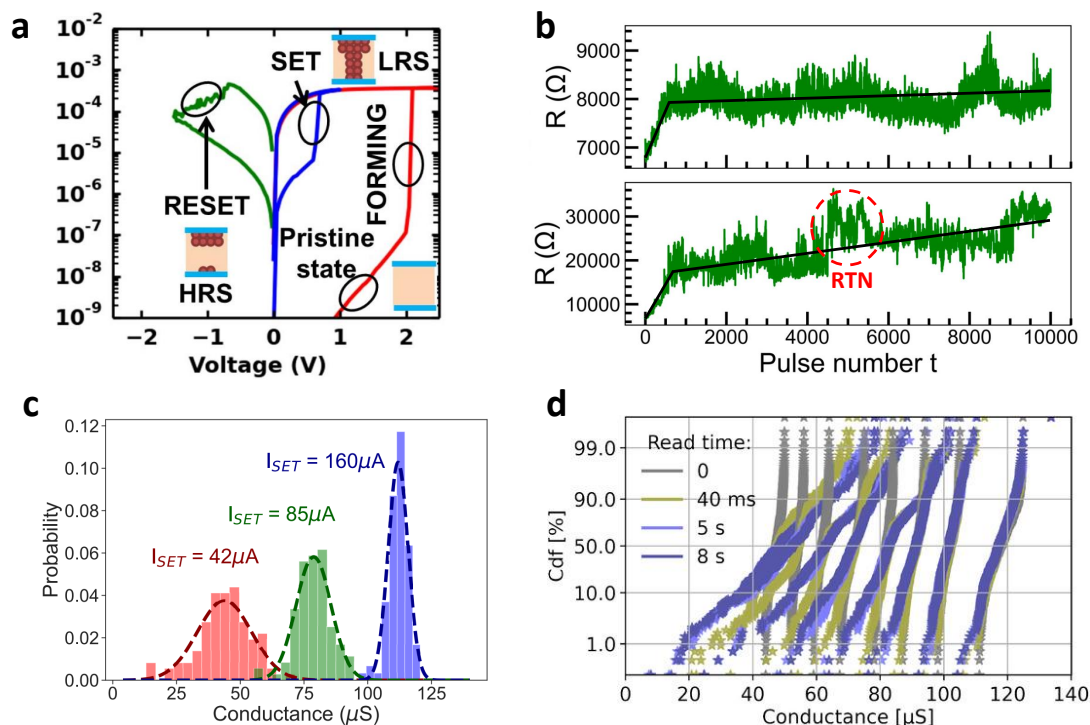 a
10⁻²
10⁻³
10⁻⁴
10⁻⁵
10⁻⁶
10⁻⁷
10⁻⁸
10⁻⁹
SET
LRS
FORMING
RESET
HRS
Pristine
state
−2 −1 0 1 2
Voltage (V)
b
R (Ω)
9000
8000
7000
R (Ω)
30000
20000
10000
RTN
0 2000 4000 6000 8000 10000
Pulse number t
c
Probability
0.12
0.10
0.08
0.06
0.04
0.02
0.00
I_SET = 160μA
I_SET = 85μA
I_SET = 42μA
0 25 50 75 100 125
Conductance (μS)
d
Cdf [%]
99.0
90.0
50.0
10.0
1.0
Read time:
0
40 ms
5 s
8 s
0 20 40 60 80 100 120 140
Conductance [μS]